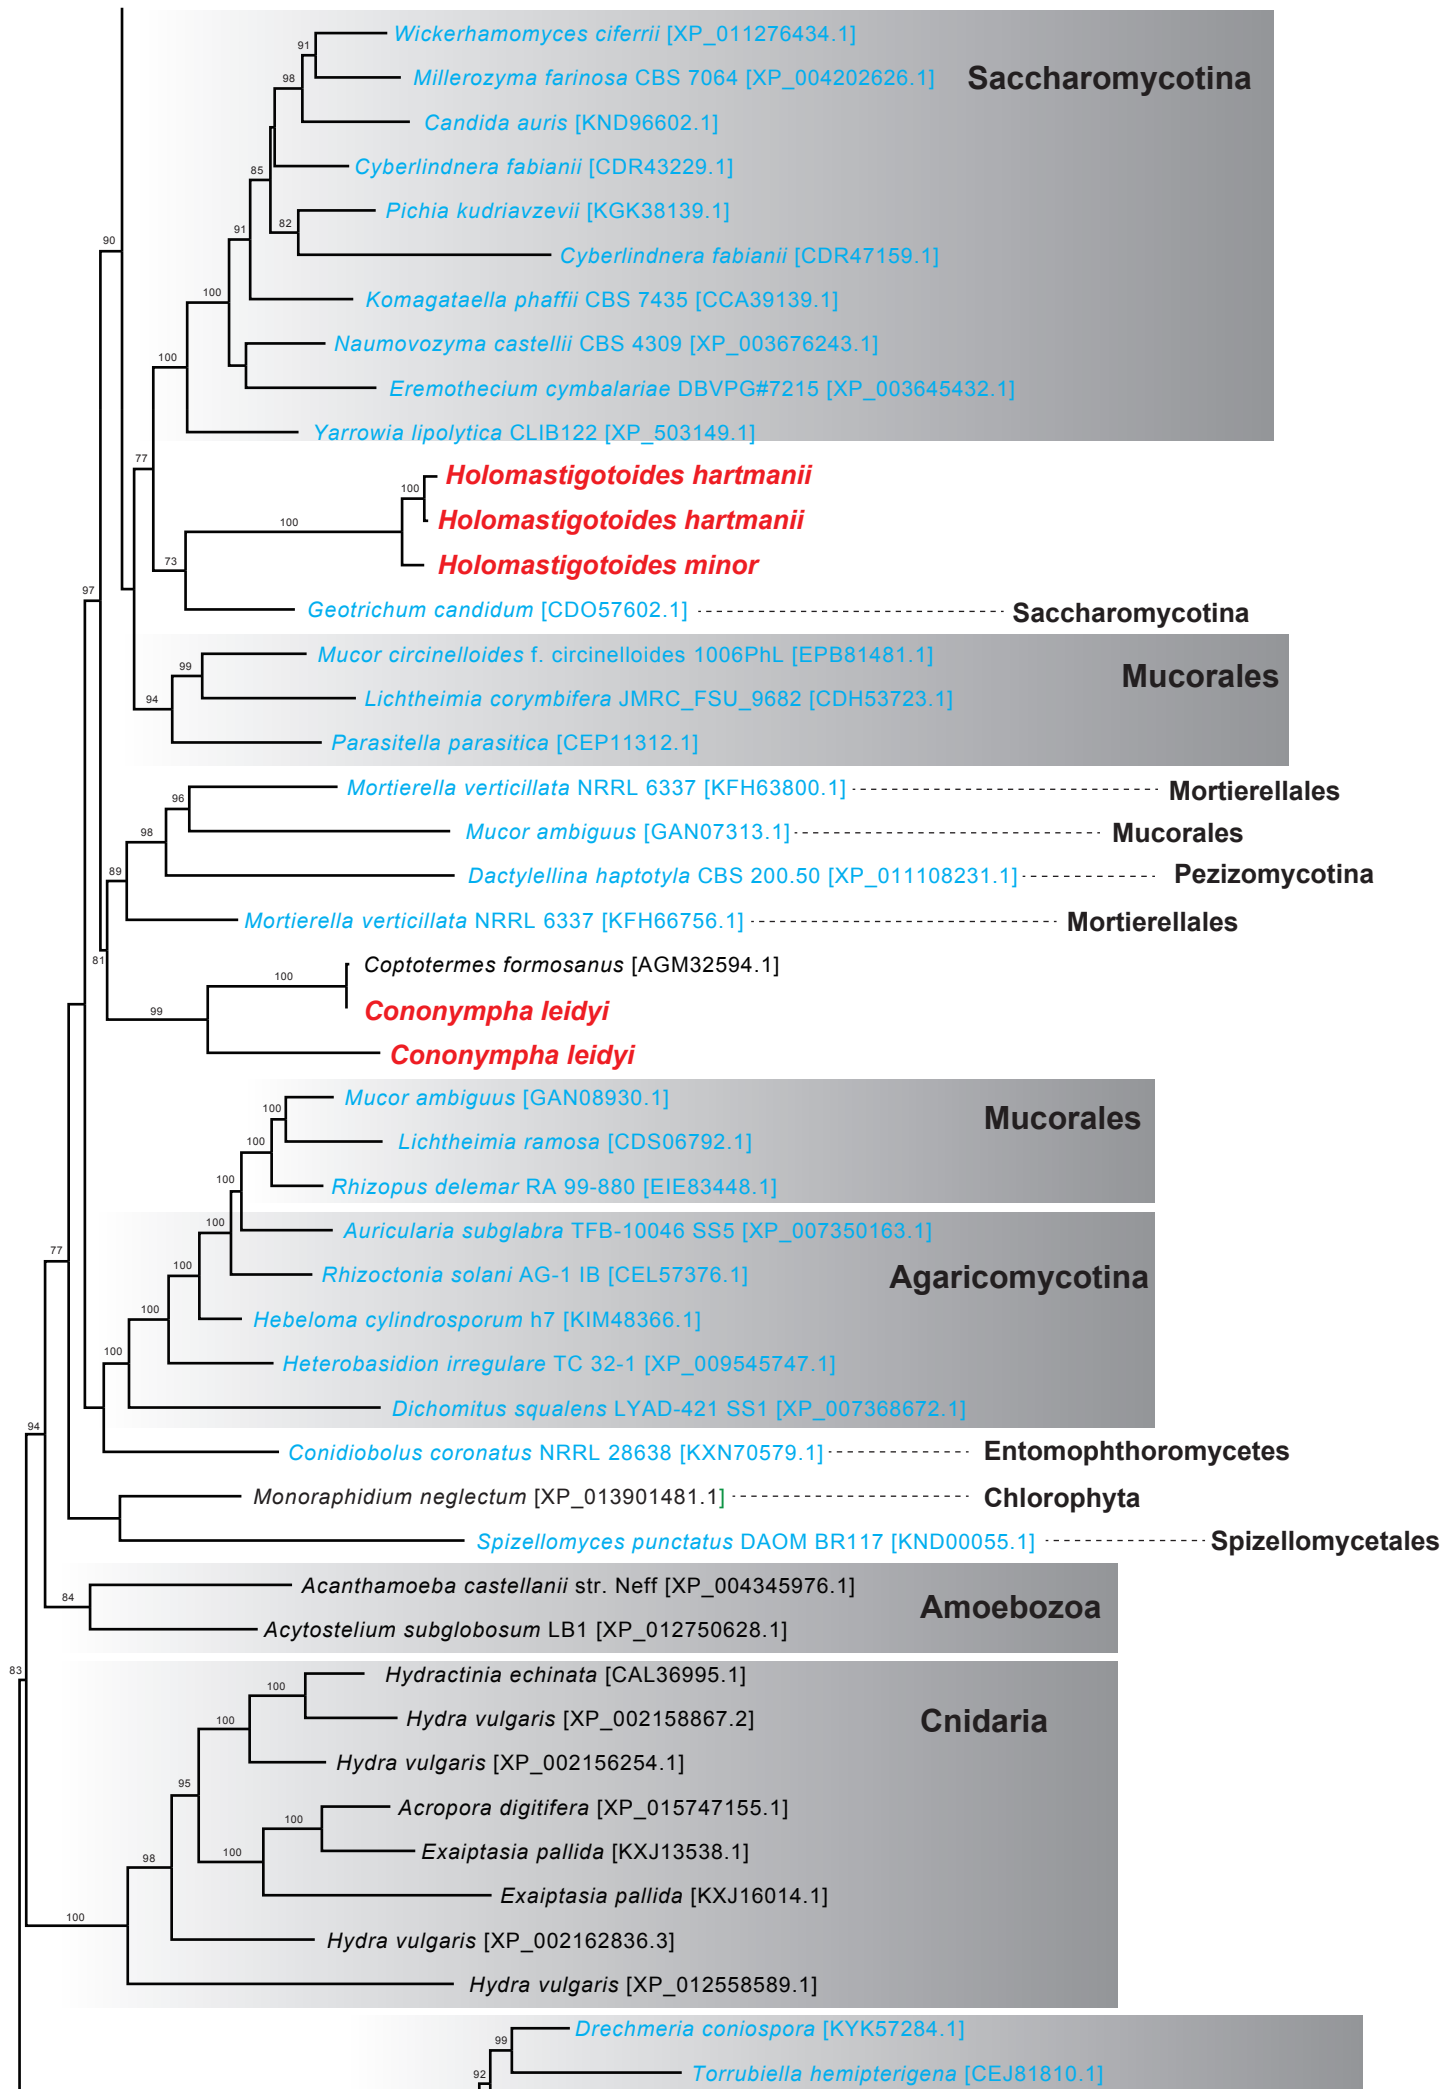 Wickerhamomyces ciferrii [XP_011276434.1]
91
Millerozyma farinosa CBS 7064 [XP_004202626.1]
Saccharomycotina
98
Candida auris [KND96602.1]
Cyberlindnera fabianii [CDR43229.1]
85
Pichia kudriavzevii [KGK38139.1]
82
91
Cyberlindnera fabianii [CDR47159.1]
90
Komagataella phaffii CBS 7435 [CCA39139.1]
100
Naumovozyma castellii CBS 4309 [XP_003676243.1]
100
Eremothecium cymbalariae DBVPG#7215 [XP_003645432.1]
Yarrowia lipolytica CLIB122 [XP_503149.1]
77
Holomastigotoides hartmanii
100
Holomastigotoides hartmanii
100
Holomastigotoides minor
73
97
Geotrichum candidum [CDO57602.1]
Saccharomycotina
Mucor circinelloides f. circinelloides 1006PhL [EPB81481.1]
99
Mucorales
Lichtheimia corymbifera JMRC_FSU_9682 [CDH53723.1]
94
Parasitella parasitica [CEP11312.1]
Mortierella verticillata NRRL 6337 [KFH63800.1]
Mortierellales
96
Mucor ambiguus [GAN07313.1]
Mucorales
98
Dactylellina haptotyla CBS 200.50 [XP_011108231.1]
Pezizomycotina
89
Mortierella verticillata NRRL 6337 [KFH66756.1]
Mortierellales
81
Coptotermes formosanus [AGM32594.1]
100
Cononympha leidyi
99
Cononympha leidyi
Mucor ambiguus [GAN08930.1]
100
Mucorales
Lichtheimia ramosa [CDS06792.1]
100
Rhizopus delemar RA 99-880 [EIE83448.1]
100
Auricularia subglabra TFB-10046 SS5 [XP_007350163.1]
100
77
Rhizoctonia solani AG-1 IB [CEL57376.1]
Agaricomycotina
100
Hebeloma cylindrosporum h7 [KIM48366.1]
100
Heterobasidion irregulare TC 32-1 [XP_009545747.1]
100
Dichomitus squalens LYAD-421 SS1 [XP_007368672.1]
94
Conidiobolus coronatus NRRL 28638 [KXN70579.1]
Entomophthoromycetes
Monoraphidium neglectum [XP_013901481.1]
Chlorophyta
Spizellomyces punctatus DAOM BR117 [KND00055.1]
Spizellomycetales
Acanthamoeba castellanii str. Neff [XP_004345976.1]
84
Amoebozoa
Acytostelium subglobosum LB1 [XP_012750628.1]
83
Hydractinia echinata [CAL36995.1]
100
Hydra vulgaris [XP_002158867.2]
Cnidaria
100
Hydra vulgaris [XP_002156254.1]
95
Acropora digitifera [XP_015747155.1]
100
Exaiptasia pallida [KXJ13538.1]
100
98
Exaiptasia pallida [KXJ16014.1]
100
Hydra vulgaris [XP_002162836.3]
Hydra vulgaris [XP_012558589.1]
Drechmeria coniospora [KYK57284.1]
99
Torrubiella hemipterigena [CEJ81810.1]
92